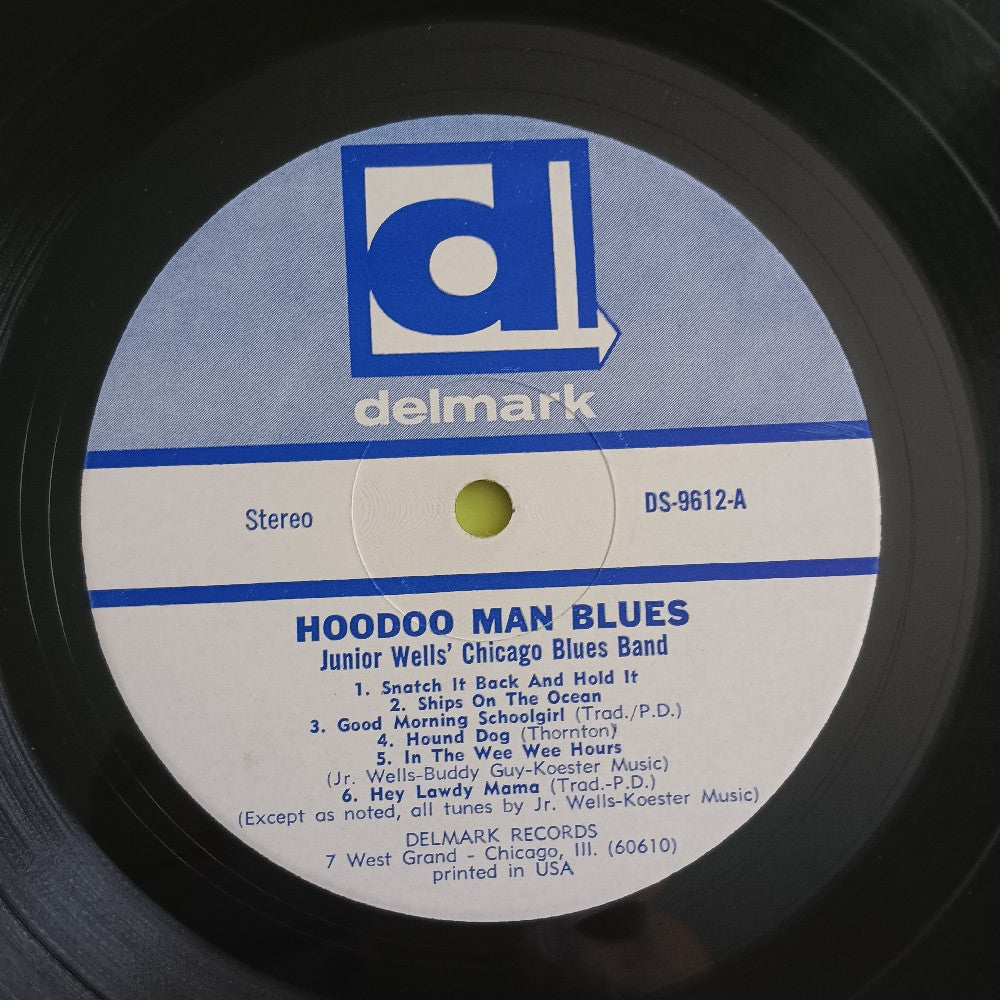 dl
delmark
Stereo
DS-9612-A
HOODOO MAN BLUES
Junior Wells' Chicago Blues Band
1. Snatch It Back And Hold It
2. Ships On The Ocean
3. Good Morning Schoolgirl (Trad./P.D.)
4. Hound Dog (Thornton)
5. In The Wee Wee Hours
(Jr. Wells-Buddy Guy-Koester Music)
6. Hey Lawdy Mama (Trad.-P.D.)
(Except as noted, all tunes by Jr. Wells-Koester Music)
DELMARK RECORDS
7 West Grand - Chicago, Ill. (60610)
printed in USA